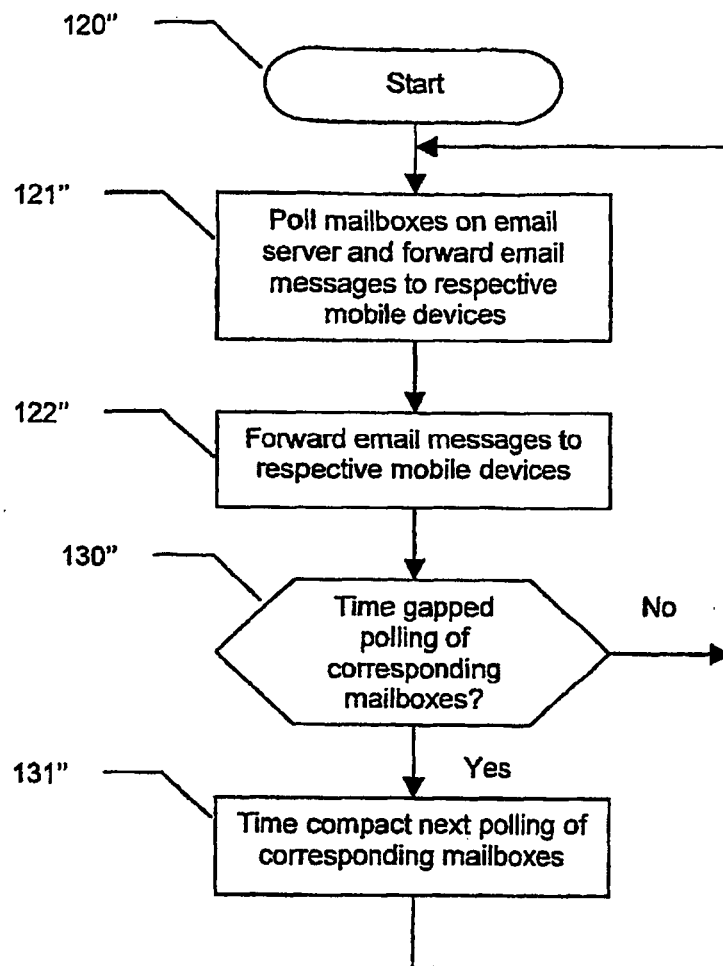 120"
Start
121"
Poll mailboxes on email
server and forward email
messages to respective
mobile devices
122"
Forward email messages to
respective mobile devices
130"
Time gapped
polling of
corresponding
mailboxes?
No
Yes
131"
Time compact next polling of
corresponding mailboxes